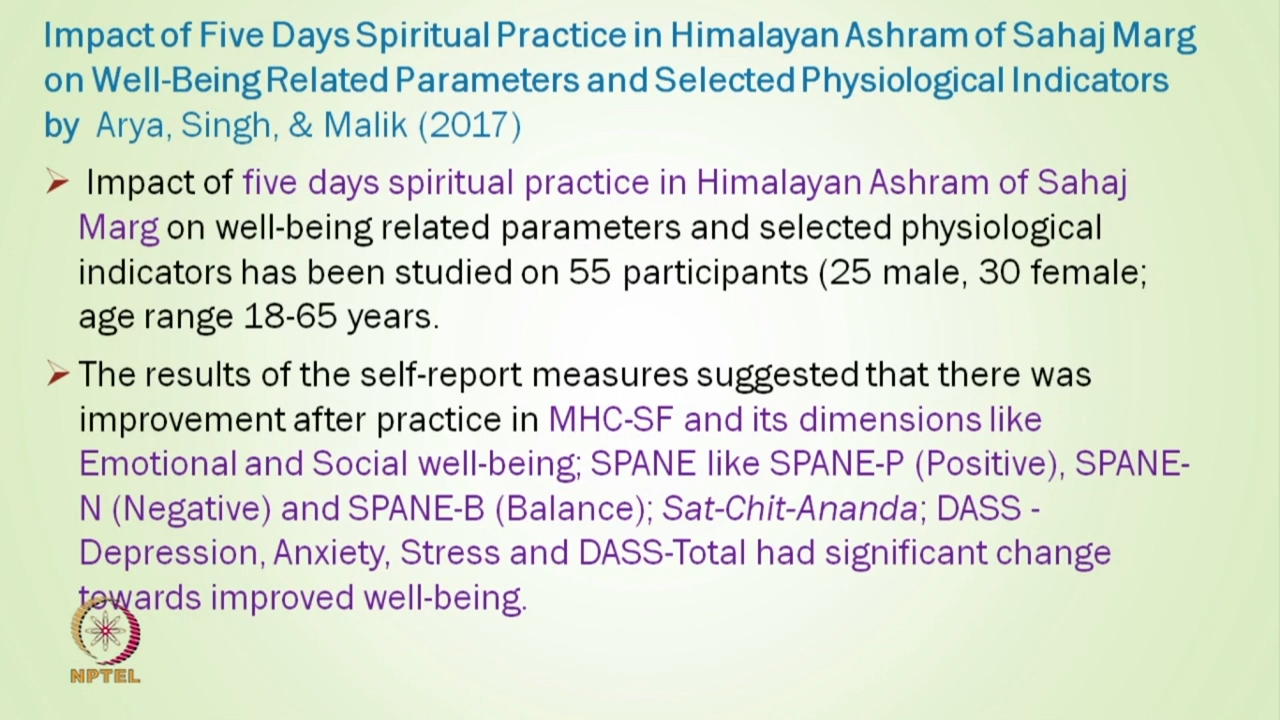 Impact of Five Days Spiritual Practice in Himalayan Ashram of Sahaj Marg
on Well-Being Related Parameters and Selected Physiological Indicators
by Arya, Singh, & Malik (2017)
Impact of five days spiritual practice in Himalayan Ashram of Sahaj
Marg on well-being related parameters and selected physiological
indicators has been studied on 55 participants (25 male, 30 female;
age range 18-65 years.
The results of the self-report measures suggested that there was
improvement after practice in MHC-SF and its dimensions like
Emotional and Social well-being; SPANE like SPANE-P (Positive), SPANE-
N (Negative) and SPANE-B (Balance); Sat-Chit-Ananda; DASS -
Depression, Anxiety, Stress and DASS-Total had significant change
towards improved well-being.
NPTEL